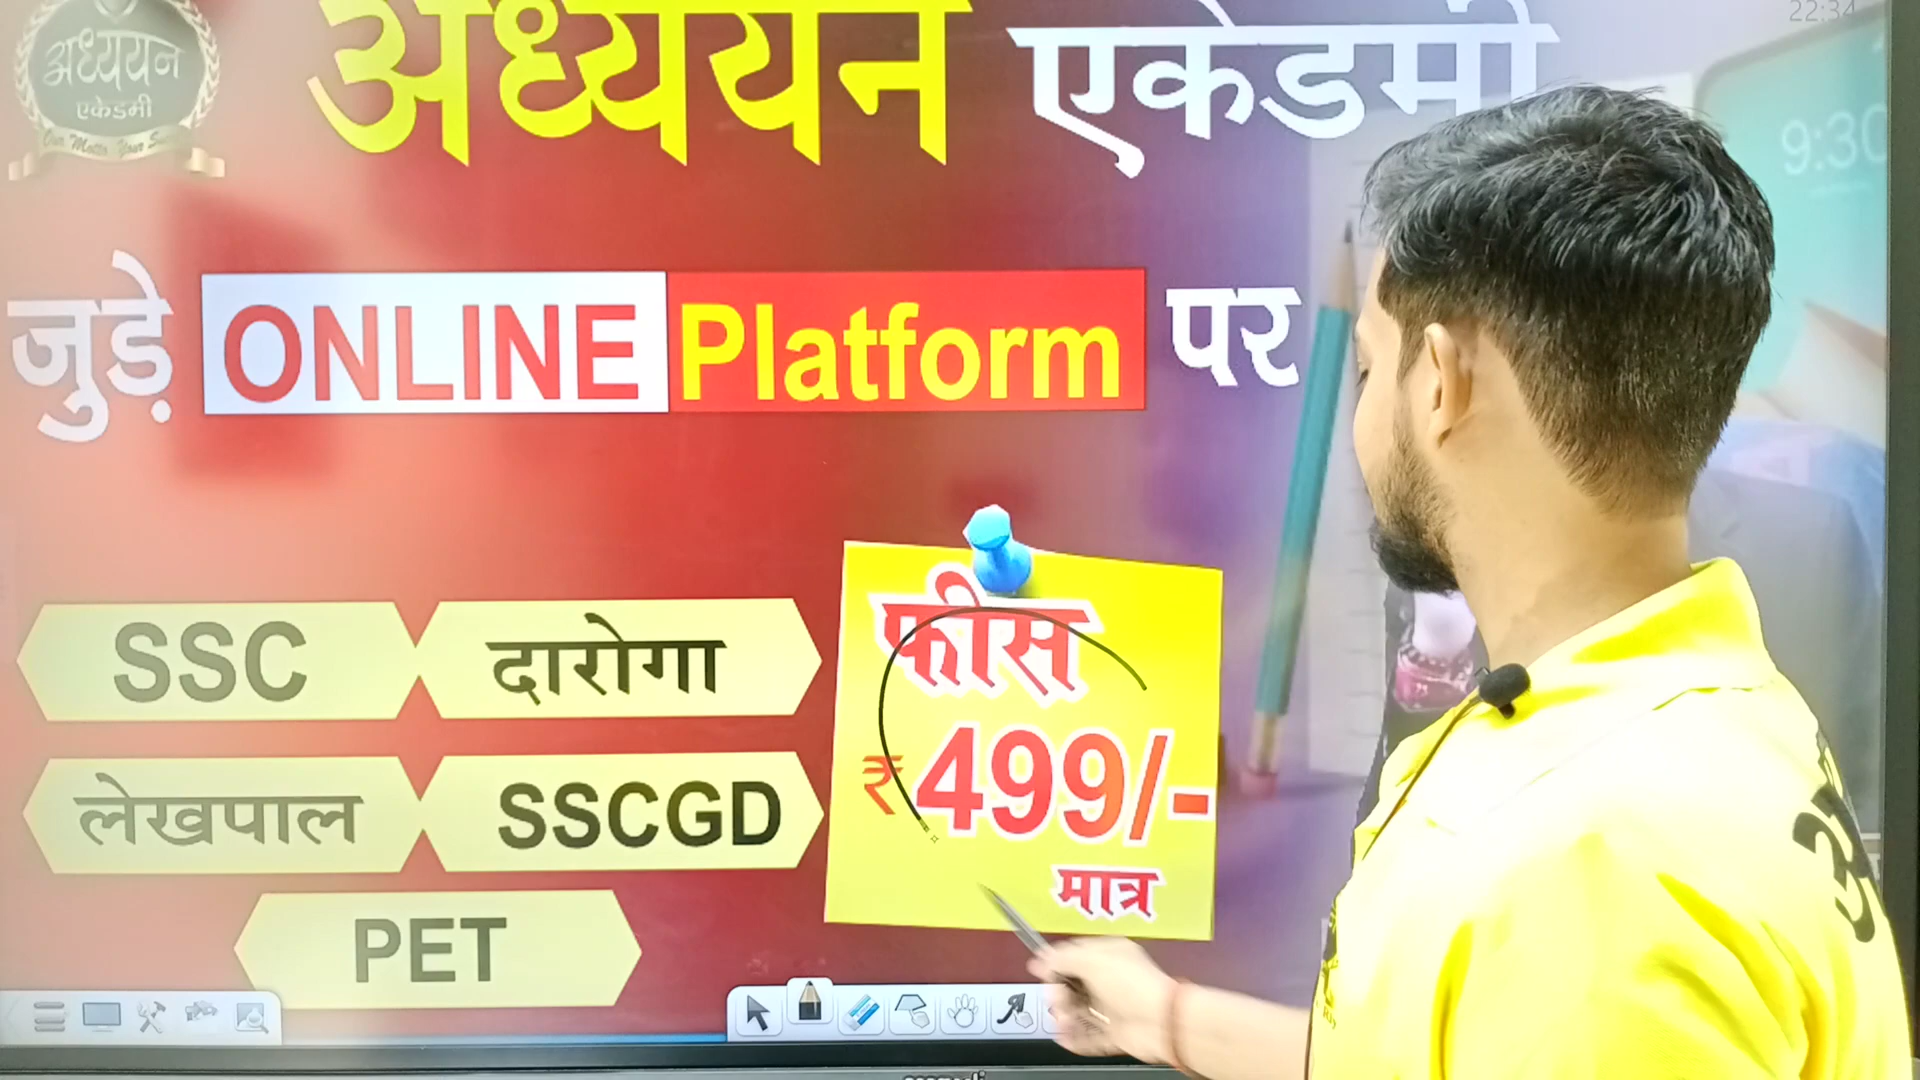 22:34
अध्ययन
एकेडमी
अध्ययन एकेडमी
9:30
जुड़े ONLINE Platform पर
SSC दारोगा
लेखपाल SSCGD
PET
फीस
₹499/-
मात्र